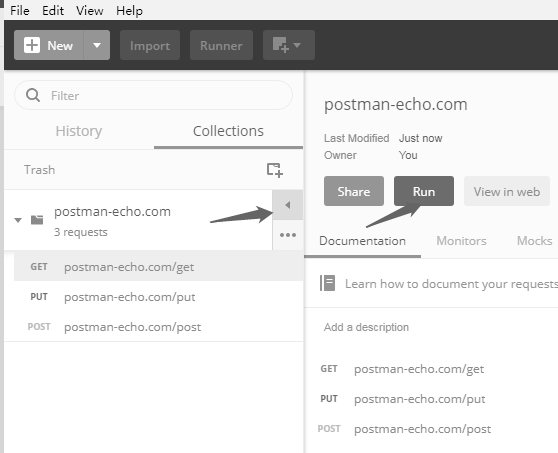 File Edit View Help
New Import Runner
Filter
History Collections
Trash
postman-echo.com
3 requests
GET postman-echo.com/get
PUT postman-echo.com/put
POST postman-echo.com/post
postman-echo.com
Last Modified Just now
Owner You
Share Run View in web
Documentation Monitors Mocks
Learn how to document your requests
Add a description
GET postman-echo.com/get
PUT postman-echo.com/put
POST postman-echo.com/post